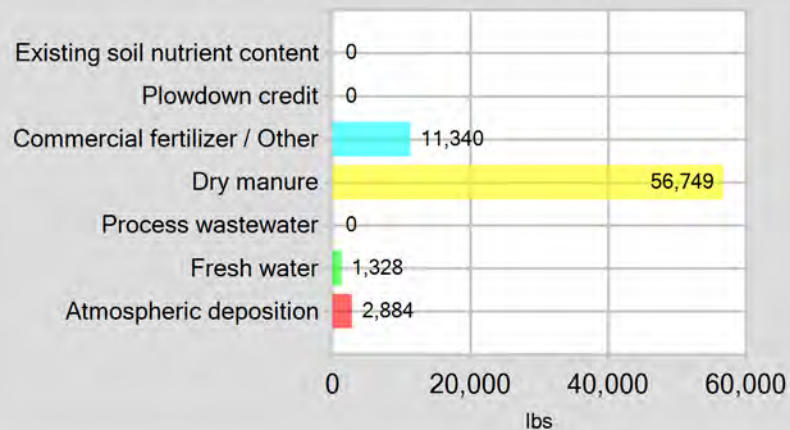 Existing soil nutrient content 0
Plowdown credit 0
Commercial fertilizer / Other 11,340
Dry manure 56,749
Process wastewater 0
Fresh water 1,328
Atmospheric deposition 2,884
0 20,000 40,000 60,000
lbs